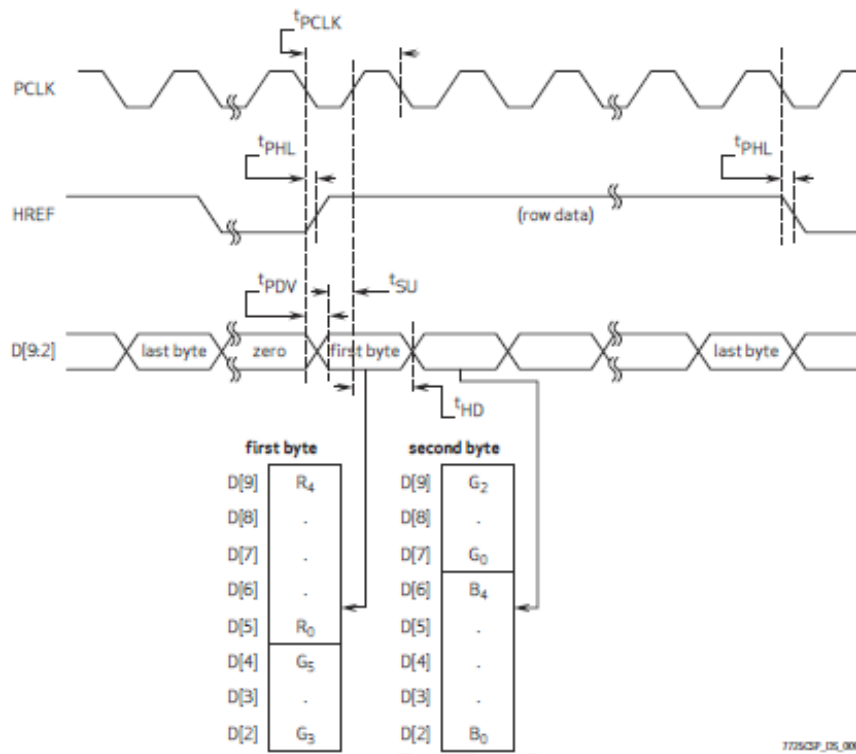 tPCLK
PCLK
tPHL tPHL
HREF (row data)
tPDV tSU
D[9:2] last byte zero first byte last byte
tHD
first byte second byte
D[9] R4 D[9] G2
D[8] . D[8] .
D[7] . D[7] G0
D[6] . D[6] B4
D[5] R0 D[5] .
D[4] G5 D[4] .
D[3] . D[3] .
D[2] G3 D[2] B0